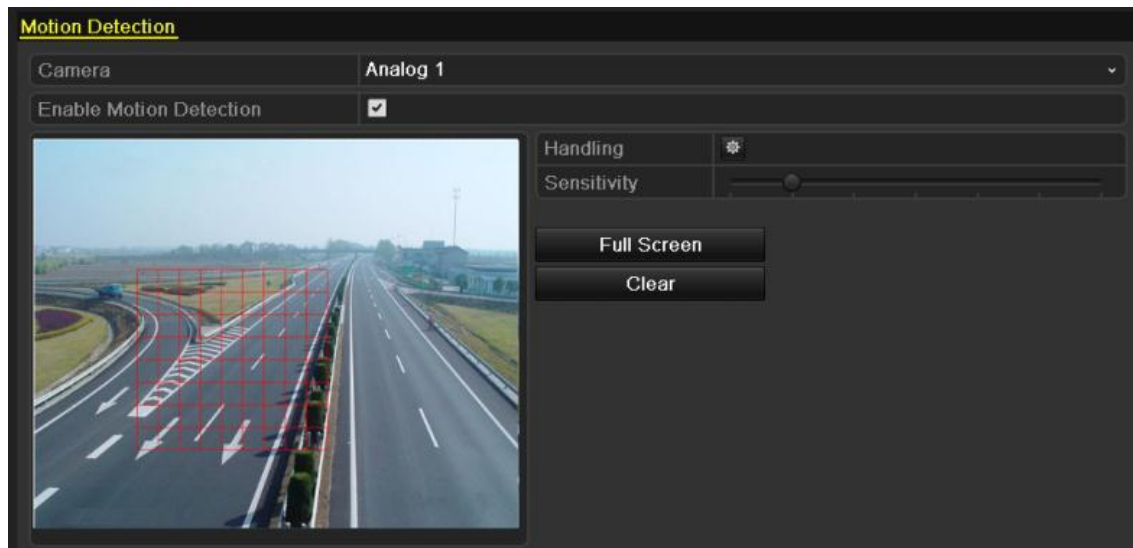 Motion Detection
Camera Analog 1
Enable Motion Detection
Handling
Sensitivity
Full Screen
Clear